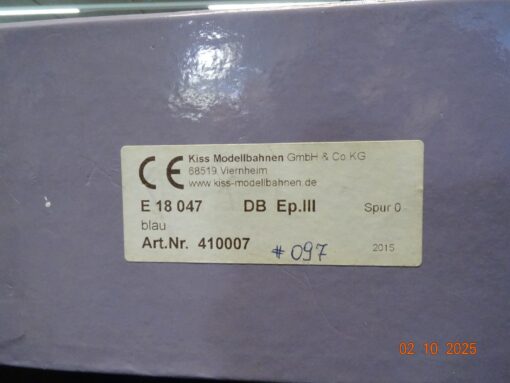 CE Kiss Modellbahnen GmbH & Co KG
68519 Viernheim
www.kiss-modellbahnen.de
E 18 047 DB Ep.III Spur 0
blau
Art.Nr. 410007 #097 2015
02 10 2025